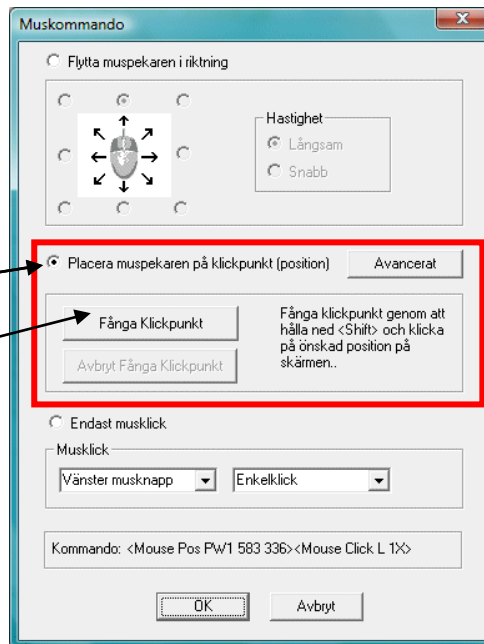 Muskommando
Flytta muspekaren i riktning
Hastighet
Långsam
Snabb
Placera muspekaren på klickpunkt (position)
Avancerat
Fånga Klickpunkt
Fånga klickpunkt genom att
hålla ned <Shift> och klicka
på önskad position på
skärmen..
Avbryt Fånga Klickpunkt
Endast musklick
Musklick
Vänster musknapp
Enkelklick
Kommando: <Mouse Pos PW1 583 336><Mouse Click L 1X>
OK
Avbryt